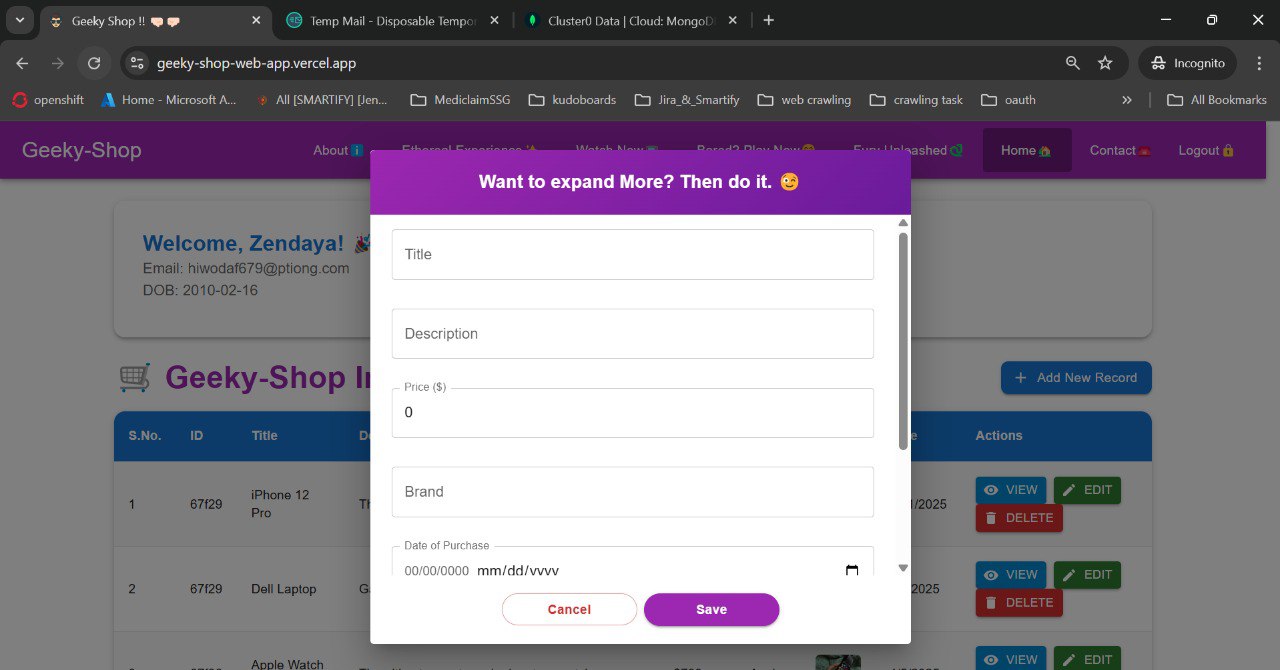 Geeky Shop !! 🤜🏻🤛🏻
Temp Mail - Disposable Tempor
Cluster0 Data | Cloud: MongoD
geeky-shop-web-app.vercel.app
Incognito
openshift
Home - Microsoft A...
All [SMARTIFY] [Jen...
MediclaimSSG
kudoboards
Jira_&_Smartify
web crawling
crawling task
oauth
All Bookmarks
Geeky-Shop
About ℹ️
Ethereal Experience ✨
Watch Now
Bored? Play Now
Fury Unleashed
Home 🏡
Contact ☎️
Logout 🔒
Want to expand More? Then do it. 😉
Title
Description
Price ($)
0
Brand
Date of Purchase
00/00/0000 mm/dd/yyyy
Cancel
Save
Welcome, Zendaya! 🎉
Email: hiwodaf679@ptiong.com
DOB: 2010-02-16
🛒 Geeky-Shop
+ Add New Record
S.No. ID Title Actions
1 67f29 iPhone 12 Pro /2025 VIEW EDIT DELETE
2 67f29 Dell Laptop 2025 VIEW EDIT DELETE
Apple Watch VIEW EDIT